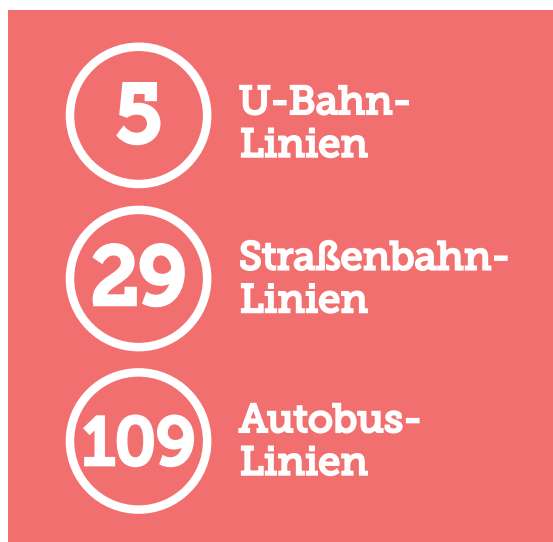 5
U-Bahn-
Linien
29
Straßenbahn-
Linien
109
Autobus-
Linien